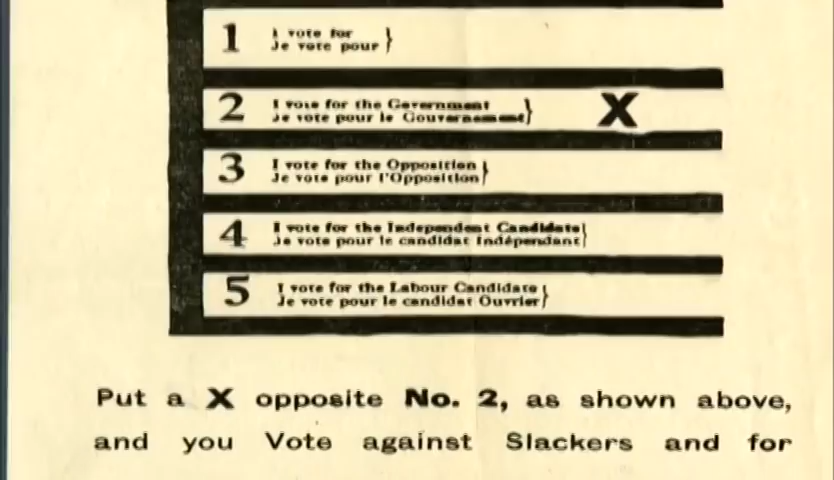 1 I vote for
Je vote pour }
2 I vote for the Government
Je vote pour le Gouvernement } X
3 I vote for the Opposition
Je vote pour l'Opposition }
4 I vote for the Independent Candidate
Je vote pour le candidat Indépendant }
5 I vote for the Labour Candidate
Je vote pour le candidat Ouvrier }
Put a X opposite No. 2, as shown above,
and you Vote against Slackers and for